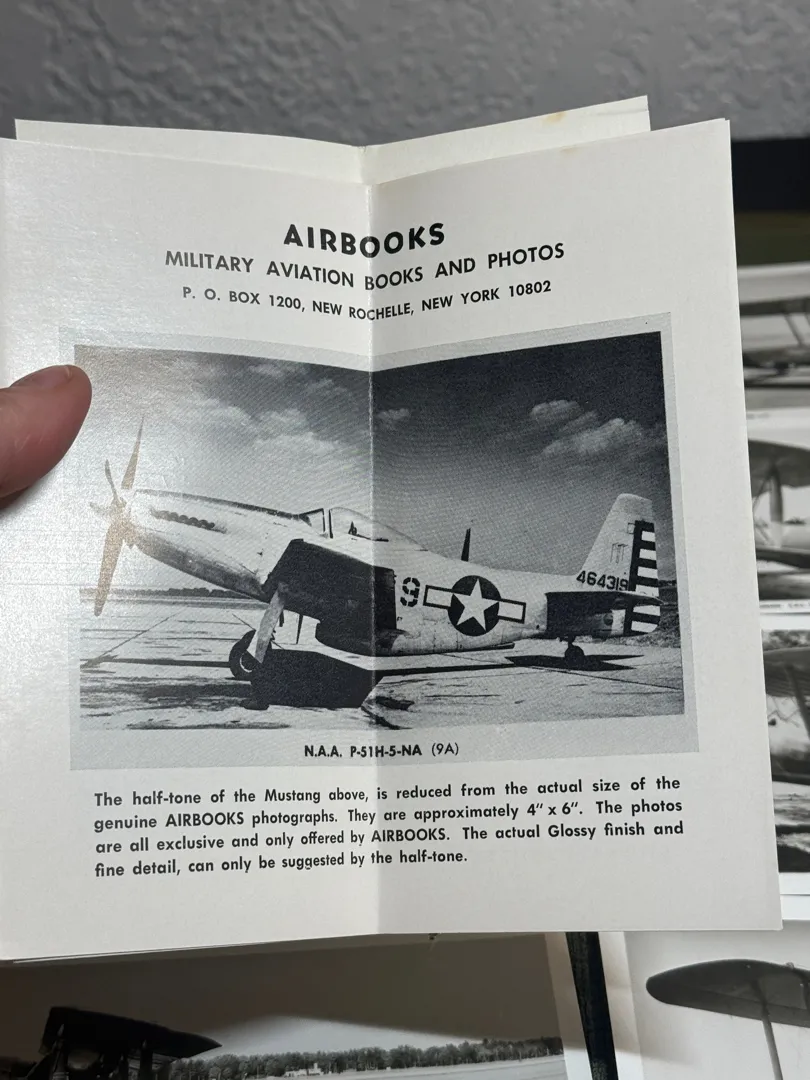 AIRBOOKS
MILITARY AVIATION BOOKS AND PHOTOS
P. O. BOX 1200, NEW ROCHELLE, NEW YORK 10802
9
464319
N.A.A. P-51H-5-NA (9A)
The half-tone of the Mustang above, is reduced from the actual size of the
genuine AIRBOOKS photographs. They are approximately 4" x 6". The photos
are all exclusive and only offered by AIRBOOKS. The actual Glossy finish and
fine detail, can only be suggested by the half-tone.